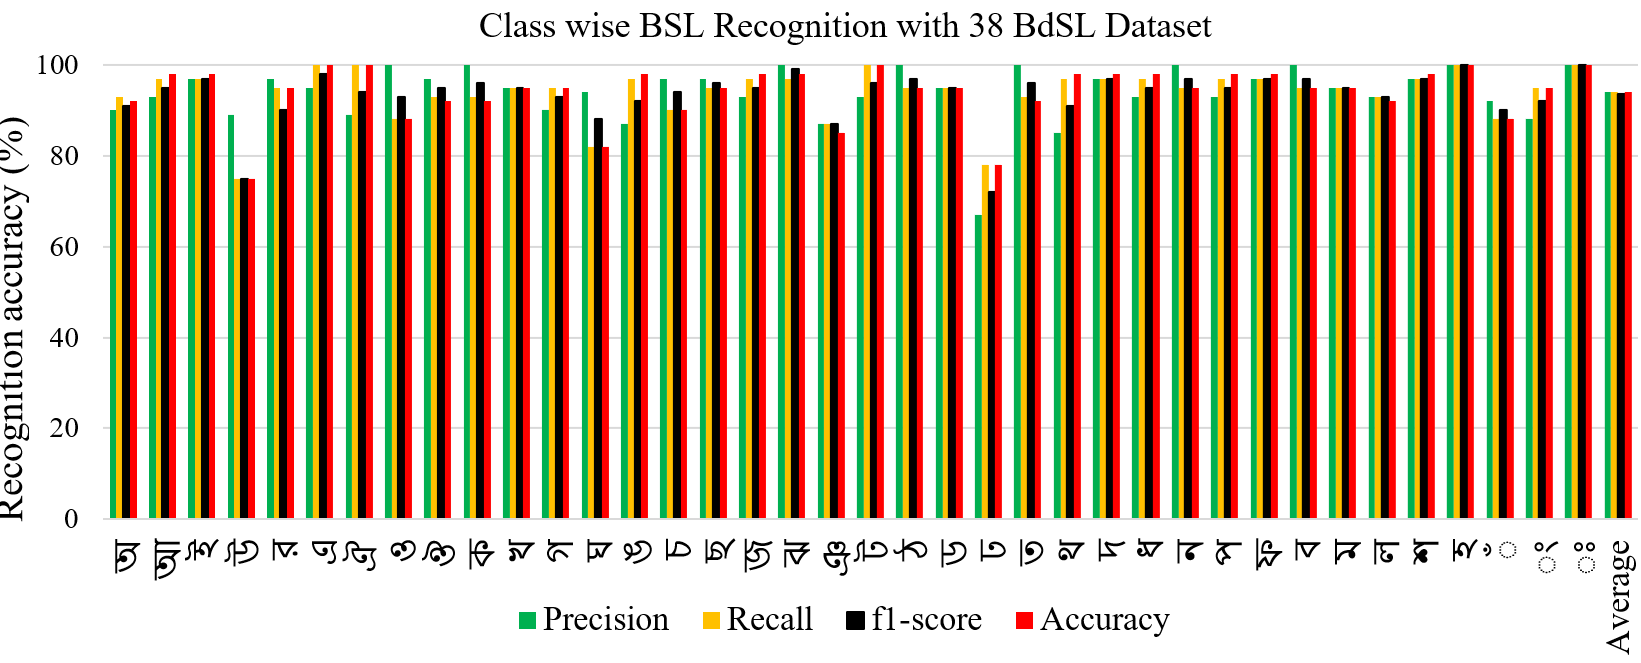 Class wise BSL Recognition with 38 BdSL Dataset
Recognition accuracy (%)
100
80
60
40
20
0
অ
আ
ই
উ
র
এ
ঐ
ও
ঔ
ক
খ
গ
ঘ
ঙ
চ
ছ
জ
ঝ
ঞ
ট
ঠ
ড
ঢ
ত
থ
দ
ধ
ন
প
ফ
ব
ম
ল
শ
হ
ঁ
ং
ঃ
Average
Precision Recall f1-score Accuracy